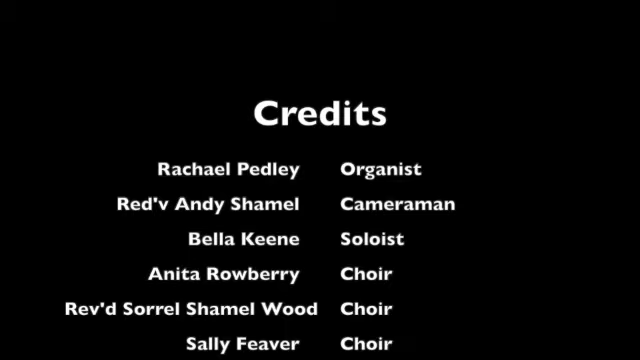 Credits
Rachael Pedley Organist
Red'v Andy Shamel Cameraman
Bella Keene Soloist
Anita Rowberry Choir
Rev'd Sorrel Shamel Wood Choir
Sally Feaver Choir